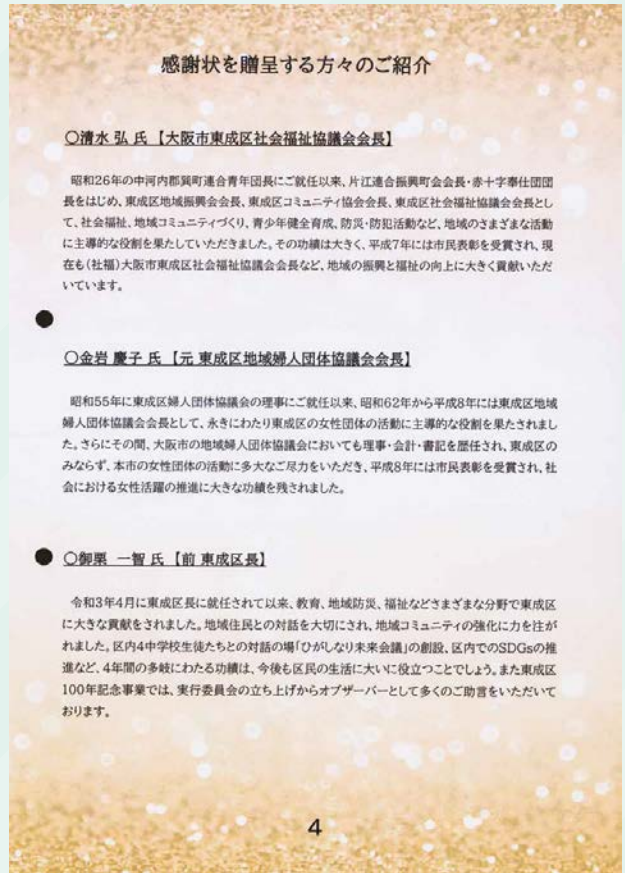 感謝状を贈呈する方々のご紹介
〇清水 弘 氏 【大阪市東成区社会福祉協議会会長】
昭和26年の中河内郡巽町連合青年団長にご就任以来、片江連合振興町会会長・赤十字奉仕団団
長をはじめ、東成区地域振興会会長、東成区コミュニティ協会会長、東成区社会福祉協議会会長とし
て、社会福祉、地域コミュニティづくり、青少年健全育成、防災・防犯活動など、地域のさまざまな活動
に主導的な役割を果たしていただきました。その功績は大きく、平成7年には市民表彰を受賞され、現
在も(社福)大阪市東成区社会福祉協議会会長など、地域の振興と福祉の向上に大きく貢献いただ
いています。
〇金岩 慶子 氏 【元 東成区地域婦人団体協議会会長】
昭和55年に東成区婦人団体協議会の理事にご就任以来、昭和62年から平成8年には東成区地域
婦人団体協議会会長として、永きにわたり東成区の女性団体の活動に主導的な役割を果たされまし
た。さらにその間、大阪市の地域婦人団体協議会においても理事・会計・書記を歴任され、東成区の
みならず、本市の女性団体の活動に多大なご尽力をいただき、平成8年には市民表彰を受賞され、社
会における女性活躍の推進に大きな功績を残されました。
〇御栗 一智 氏 【前 東成区長】
令和3年4月に東成区長に就任されて以来、教育、地域防災、福祉などさまざまな分野で東成区
に大きな貢献をされました。地域住民との対話を大切にされ、地域コミュニティの強化に力を注が
れました。区内4中学校生徒たちとの対話の場「ひがしなり未来会議」の創設、区内でのSDGsの推
進など、4年間の多岐にわたる功績は、今後も区民の生活に大いに役立つことでしょう。また東成区
100年記念事業では、実行委員会の立ち上げからオブザーバーとして多くのご助言をいただいて
おります。
4